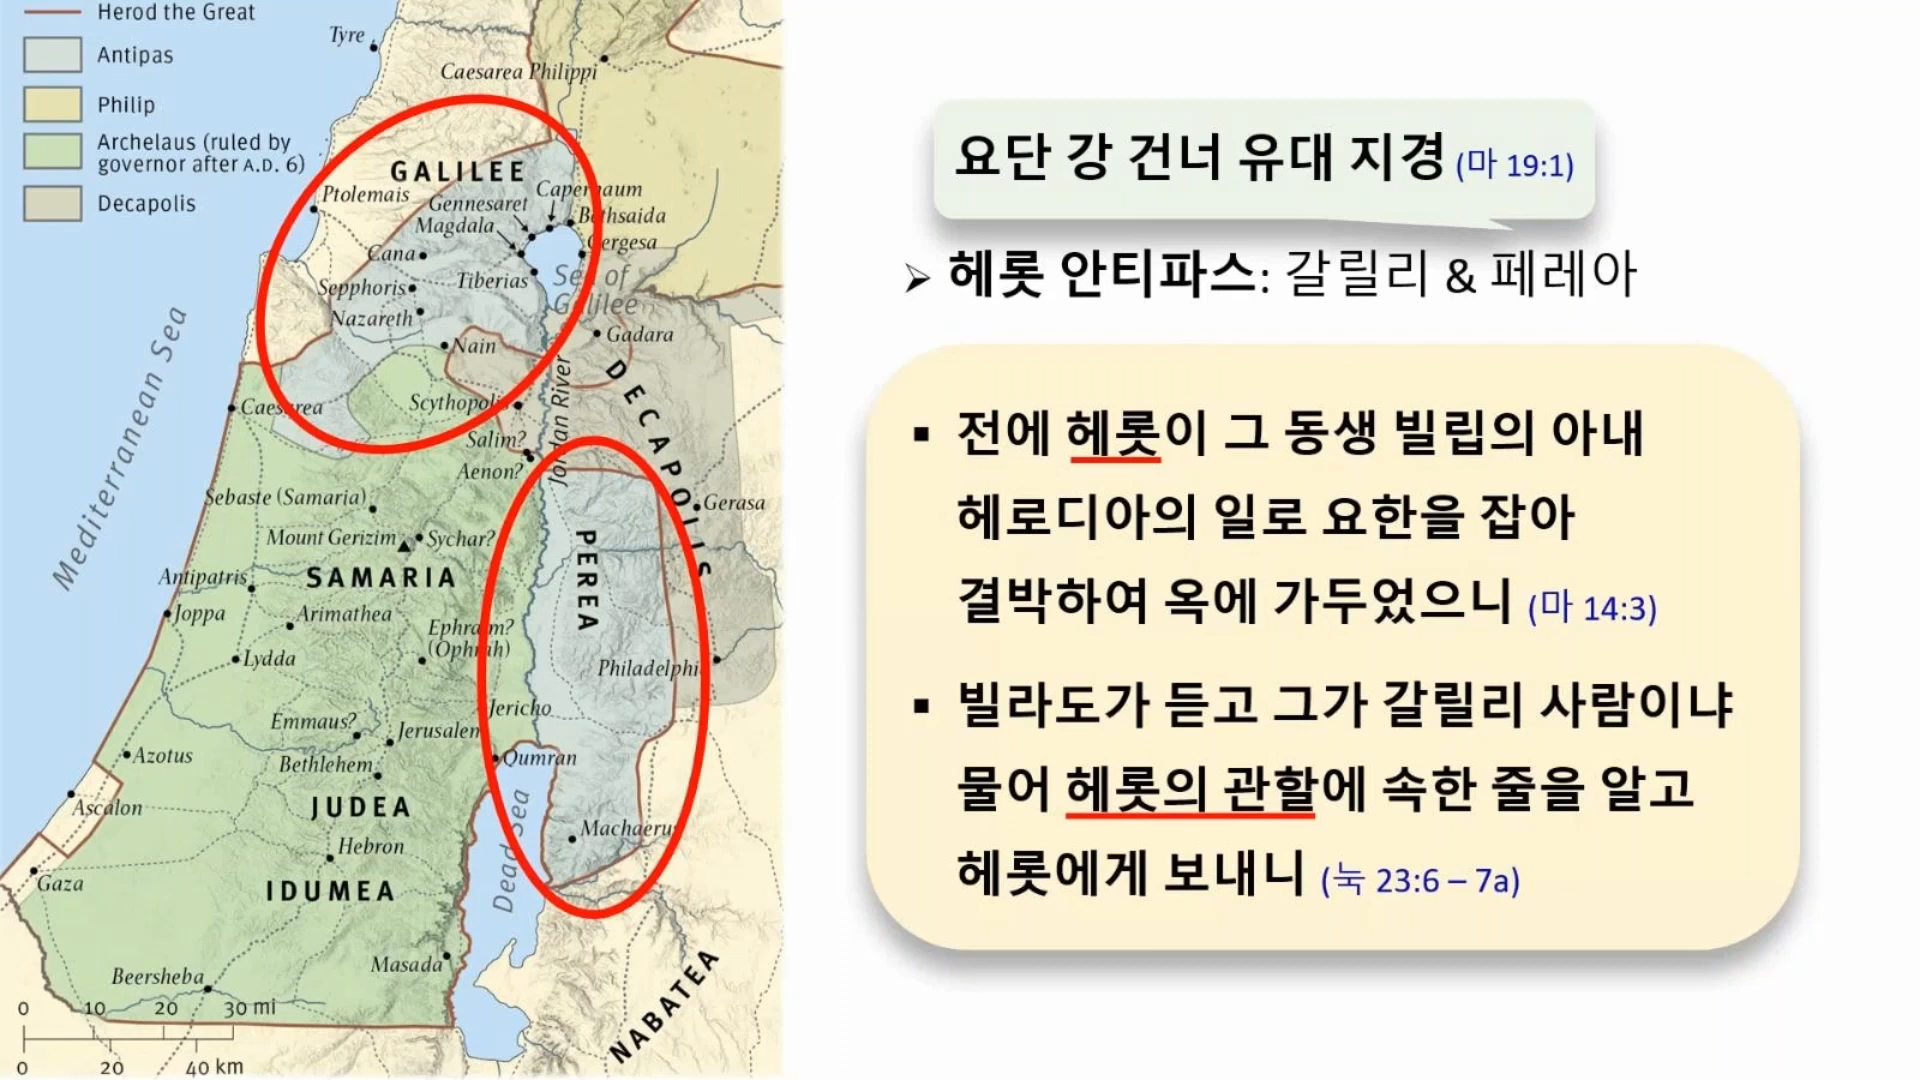 Herod the Great
Antipas
Philip
Archelaus (ruled by
governor after A.D. 6)
Decapolis
Tyre
Caesarea Philippi
GALILEE
Ptolemais
Capernaum
Gennesaret
Bethsaida
Magdala
Gergesa
Cana
Tiberias
Sea of
Galilee
Sepphoris
Nazareth
Gadara
Nain
Mediterranean Sea
Jordan River
DECAPOLIS
Caesarea
Scythopolis
Salim?
Aenon?
Sebaste (Samaria)
Gerasa
Mount Gerizim
Sychar?
PEREA
Antipatris
SAMARIA
Joppa
Arimathea
Ephraim?
(Ophrah)
Lydda
Philadelphia
Jericho
Emmaus?
Jerusalem
Azotus
Bethlehem
Qumran
Ascalon
JUDEA
Dead Sea
Machaerus
Hebron
Gaza
IDUMEA
Masada
Beersheba
NABATEA
0 10 20 30 mi
0 20 40 km
요단 강 건너 유대 지경 (마 19:1)
➢ 헤롯 안티파스: 갈릴리 & 페레아
▪ 전에 헤롯이 그 동생 빌립의 아내
헤로디아의 일로 요한을 잡아
결박하여 옥에 가두었으니 (마 14:3)
▪ 빌라도가 듣고 그가 갈릴리 사람이냐
물어 헤롯의 관할에 속한 줄을 알고
헤롯에게 보내니 (눅 23:6 – 7a)